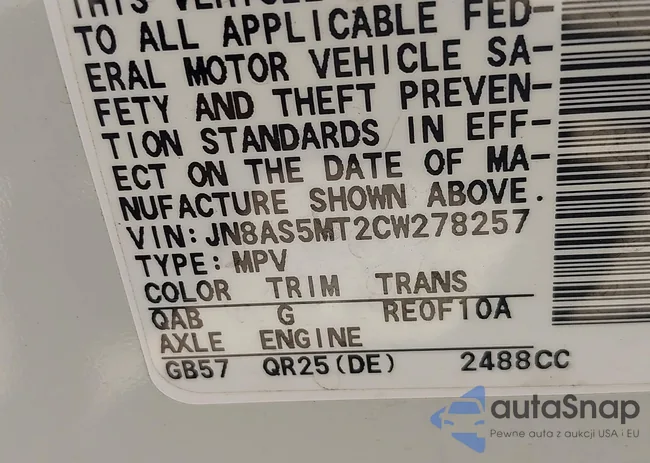 THIS VEHICLE
TO ALL APPLICABLE FED-
ERAL MOTOR VEHICLE SA-
FETY AND THEFT PREVEN-
TION STANDARDS IN EFF-
ECT ON THE DATE OF MA-
NUFACTURE SHOWN ABOVE.
VIN: JN8AS5MT2CW278257
TYPE: MPV
COLOR TRIM TRANS
QAB G RE0F10A
AXLE ENGINE
GB57 QR25(DE) 2488CC
autaSnap
Pewne auta z aukcji USA i EU